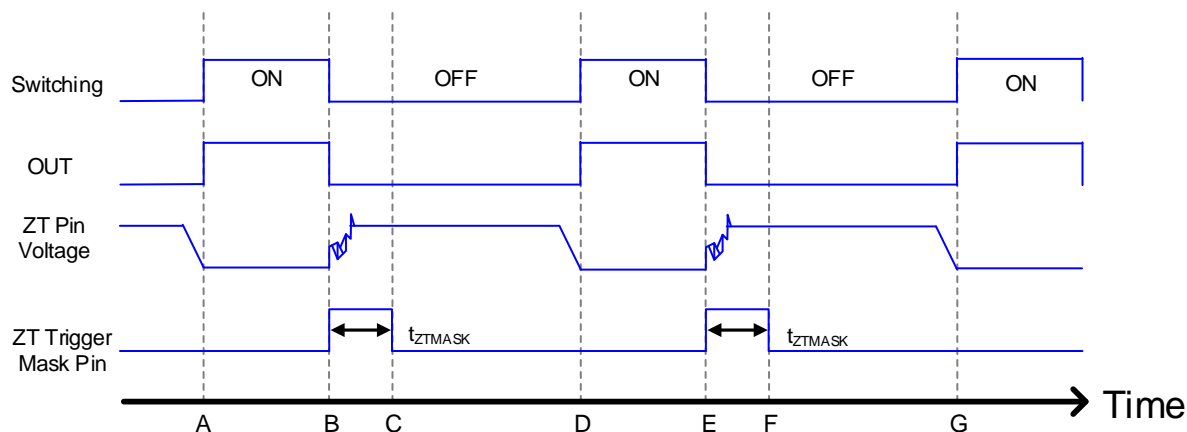 Switching
ON
OFF
ON
OFF
ON
OUT
ZT Pin
Voltage
ZT Trigger
Mask Pin
tZTMASK
tZTMASK
A
B
C
D
E
F
G
Time